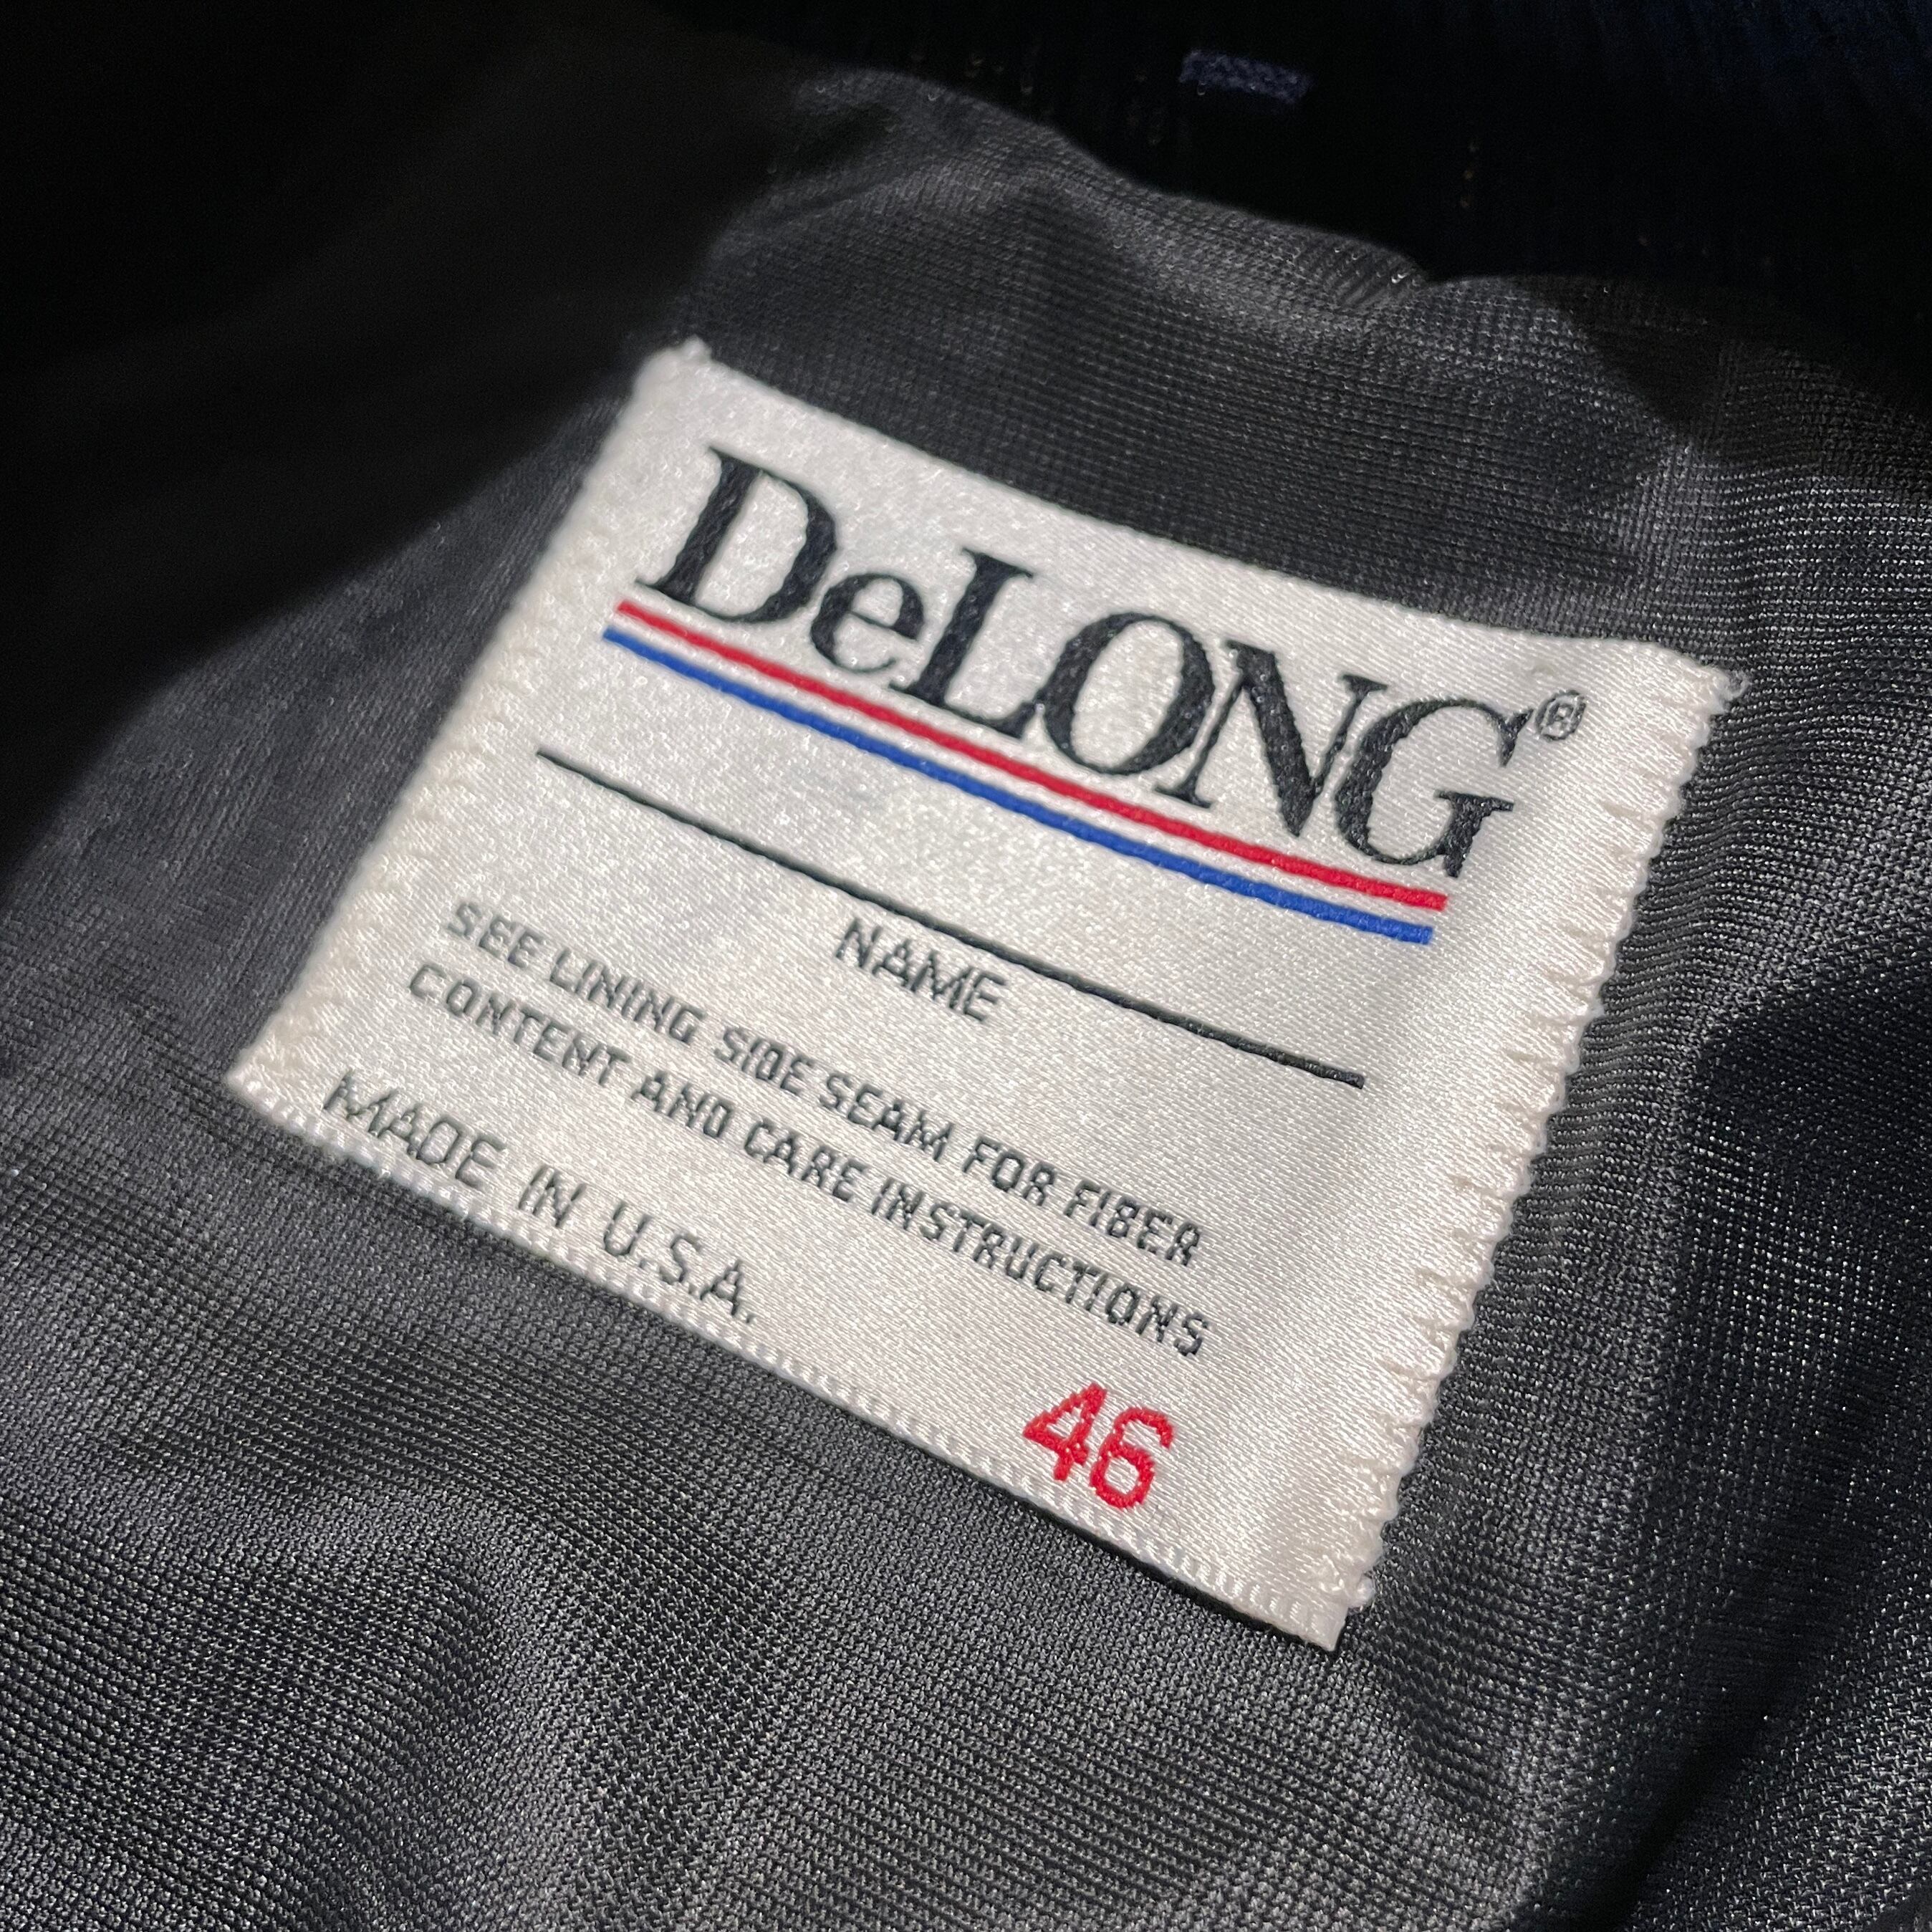 DeLONG®
NAME
SEE LINING SIDE SEAM FOR FIBER
CONTENT AND CARE INSTRUCTIONS
MADE IN U.S.A.
46